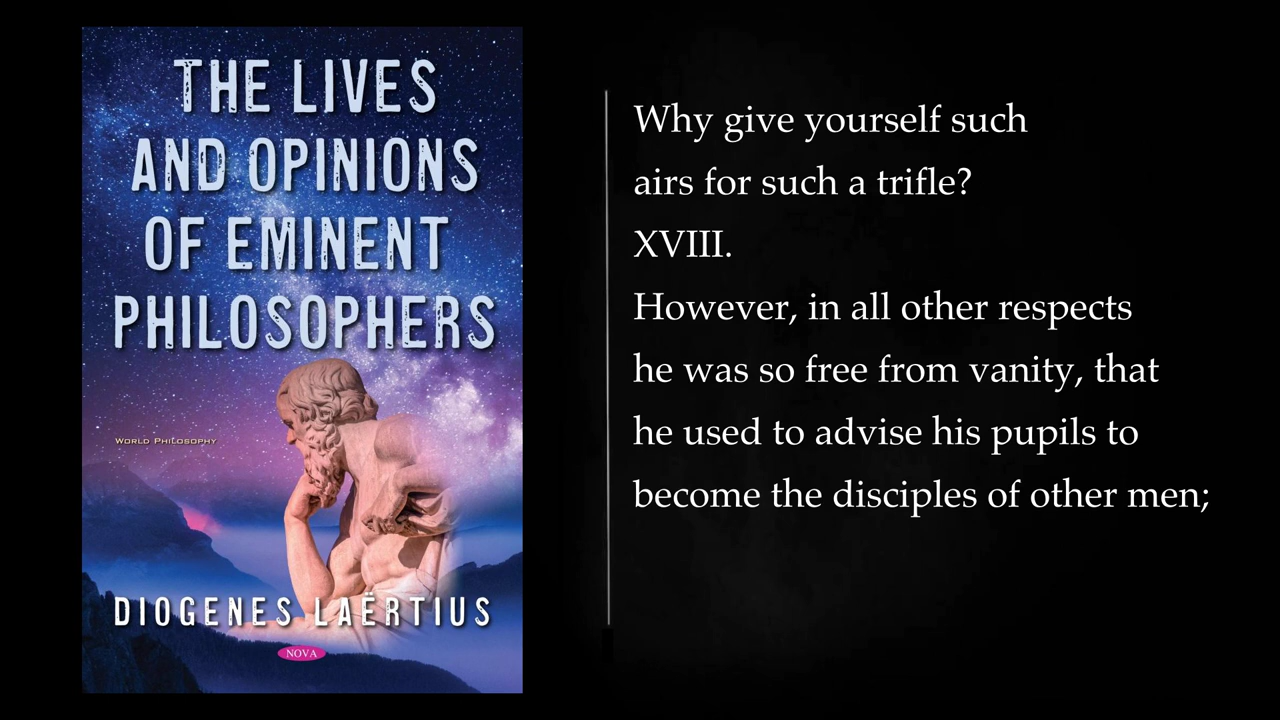 THE LIVES
AND OPINIONS
OF EMINENT
PHILOSOPHERS
WORLD PHILOSOPHY
DIOGENES LAËRTIUS
NOVA
Why give yourself such
airs for such a trifle?
XVIII.
However, in all other respects
he was so free from vanity, that
he used to advise his pupils to
become the disciples of other men;